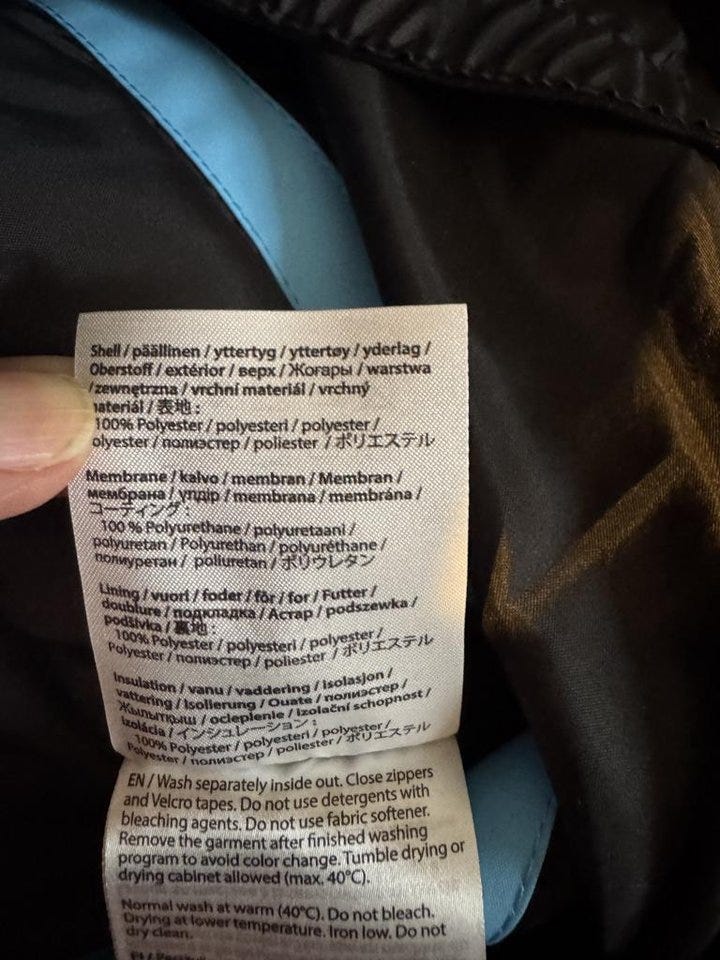 Shell / päällinen / yttertyg / yttertøy / yderlag /
Oberstoff / extérior / верх / Жоғары / warstwa
/ zewnętrzna / vrchní materiál / vrchný
materiál / 表地 :
100% Polyester / polyesteri / polyester /
olyester / полиэстер / poliester / ポリエステル
Membrane / kalvo / membran / Membran /
мембрана / үлдір / membrana / membrána /
コーティング :
100 % Polyurethane / polyuretaani /
polyuretan / Polyurethan / polyuréthane /
полиуретан / poliuretan / ポリウレタン
Lining / vuori / foder / fôr / for / Futter /
doublure / подкладка / Астар / podszewka /
podšívka / 裏地 :
100% Polyester / polyesteri / polyester /
Polyester / полиэстер / poliester / ポリエステル
Insulation / vanu / vaddering / isolasjon /
vattering / Isolierung / Ouate / полиэстер /
Жылытқыш / ocieplenie / Izolační schopnost /
Izolácia / インシュレーション :
100% Polyester / polyesteri / polyester /
Polyester / полиэстер / poliester / ポリエステル
EN / Wash separately inside out. Close zippers
and Velcro tapes. Do not use detergents with
bleaching agents. Do not use fabric softener.
Remove the garment after finished washing
program to avoid color change. Tumble drying or
drying cabinet allowed (max. 40°C).
Normal wash at warm (40°C). Do not bleach.
Drying at lower temperature. Iron low. Do not
dry clean.